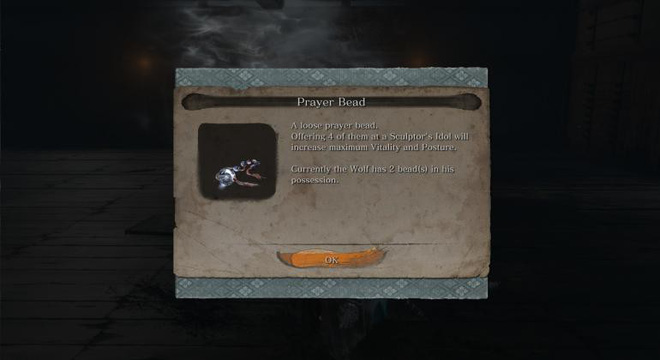 Prayer Bead
A loose prayer bead.
Offering 4 of them at a Sculptor's Idol will
increase maximum Vitality and Posture.
Currently the Wolf has 2 bead(s) in his
possession.
OK